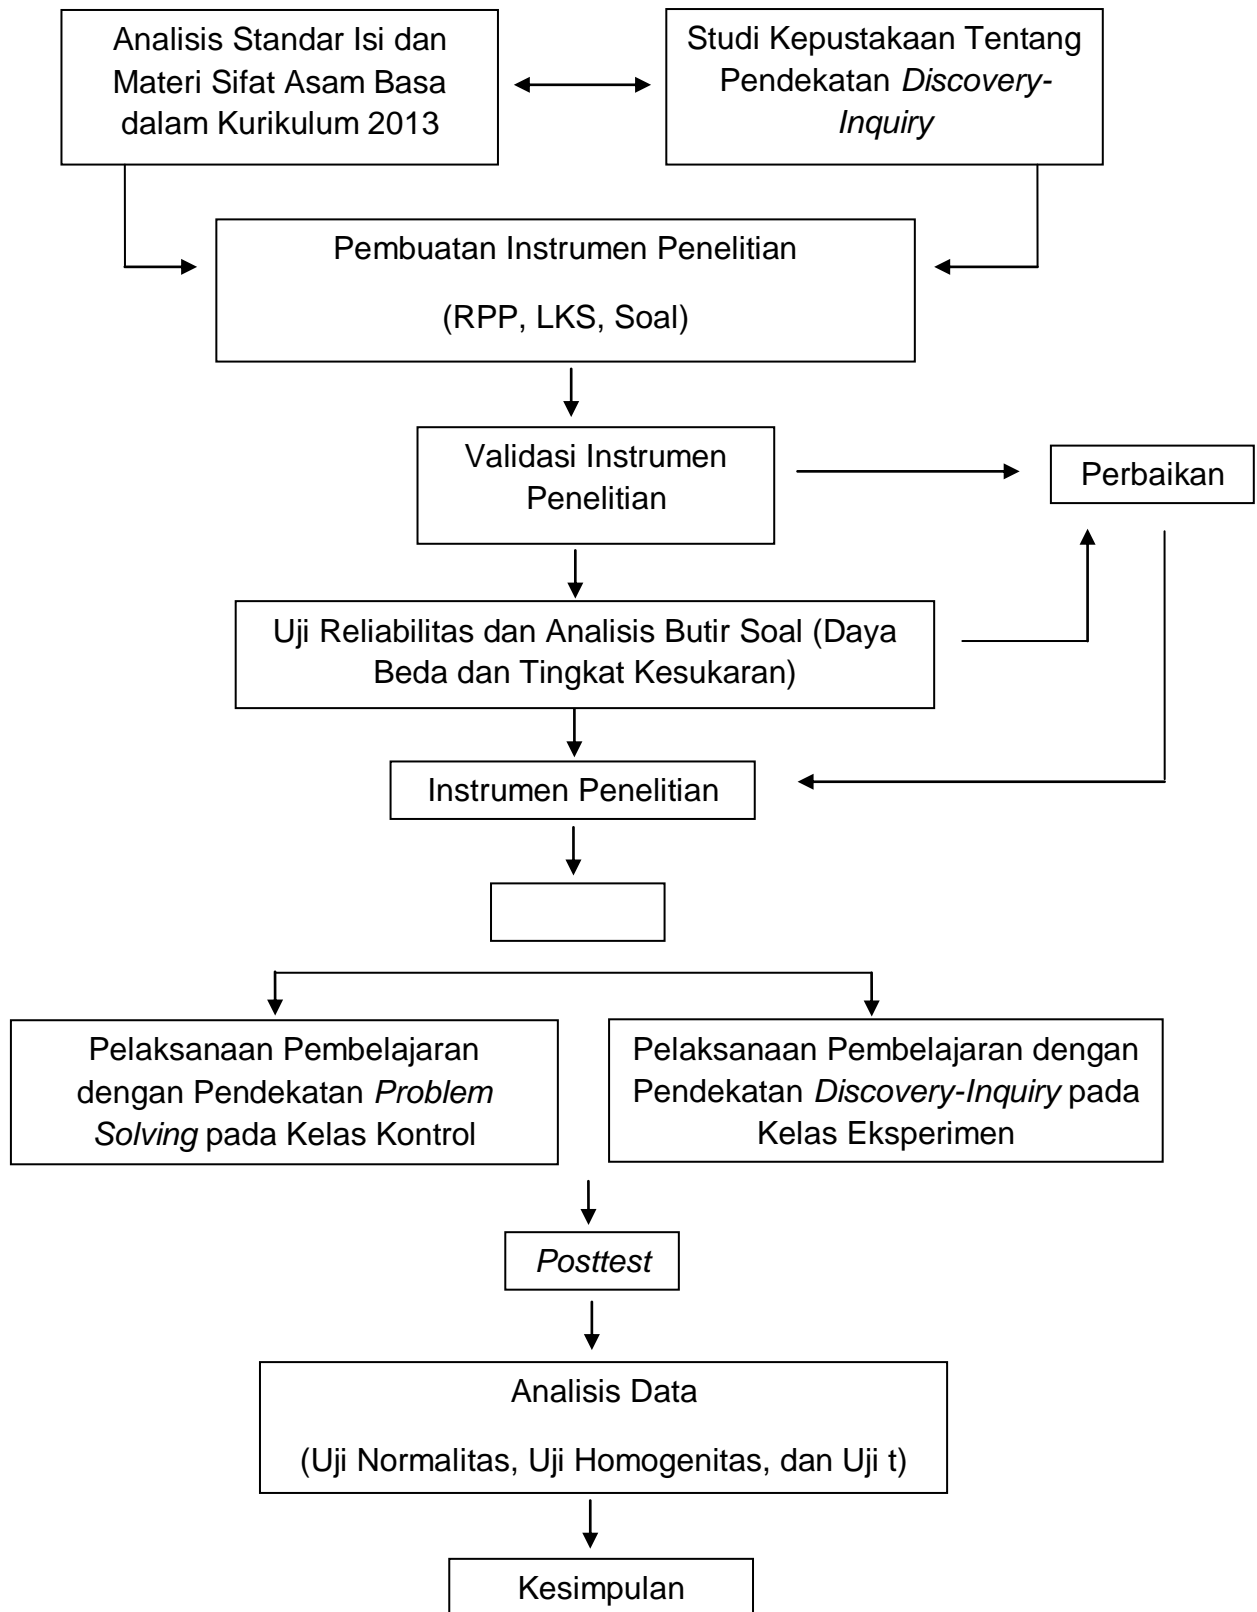 Analisis Standar Isi dan
Materi Sifat Asam Basa
dalam Kurikulum 2013
Studi Kepustakaan Tentang
Pendekatan Discovery-
Inquiry
Pembuatan Instrumen Penelitian
(RPP, LKS, Soal)
Validasi Instrumen
Penelitian
Perbaikan
Uji Reliabilitas dan Analisis Butir Soal (Daya
Beda dan Tingkat Kesukaran)
Instrumen Penelitian
Pelaksanaan Pembelajaran
dengan Pendekatan Problem
Solving pada Kelas Kontrol
Pelaksanaan Pembelajaran dengan
Pendekatan Discovery-Inquiry pada
Kelas Eksperimen
Posttest
Analisis Data
(Uji Normalitas, Uji Homogenitas, dan Uji t)
Kesimpulan